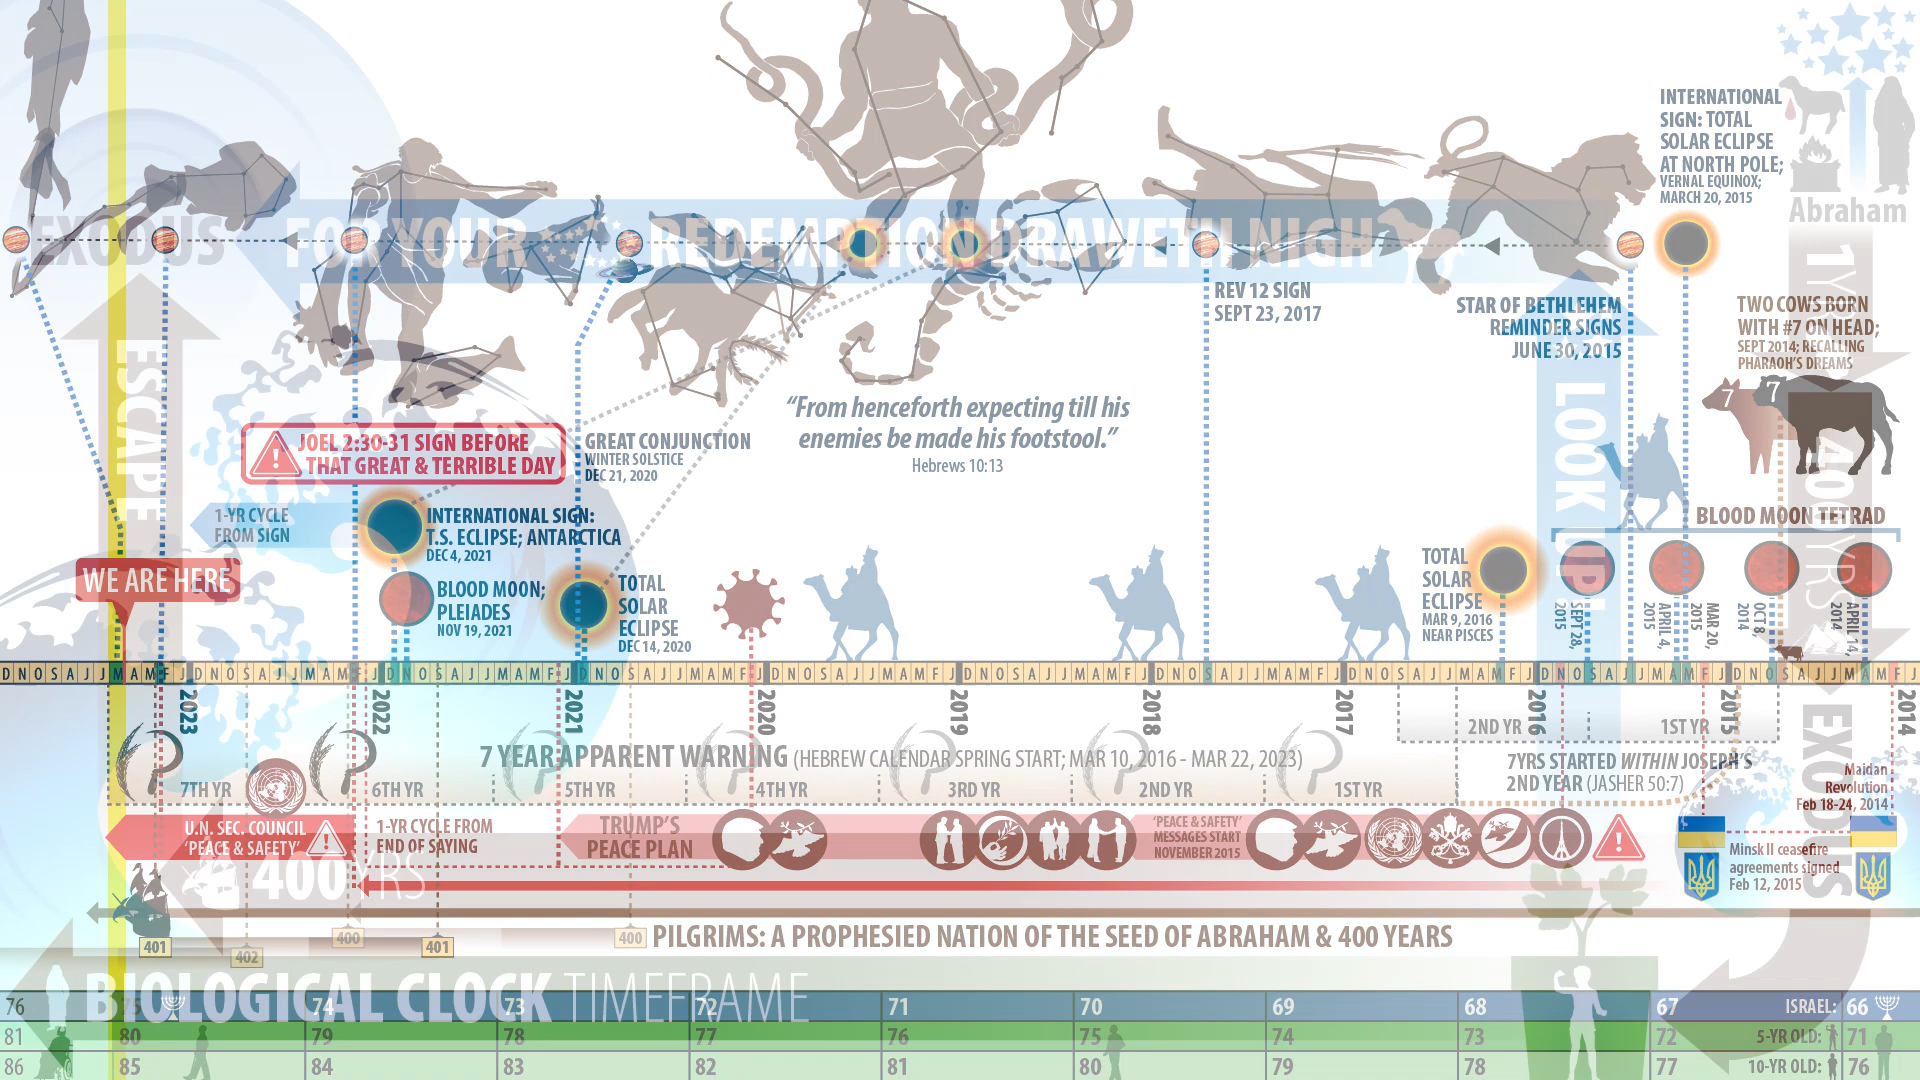 INTERNATIONAL
SIGN: TOTAL
SOLAR ECLIPSE
AT NORTH POLE;
VERNAL EQUINOX;
MARCH 20, 2015
Abraham
EXODUS
FOR YOUR REDEMPTION DRAWETH NIGH
REV 12 SIGN
SEPT 23, 2017
STAR OF BETHLEHEM
REMINDER SIGNS
JUNE 30, 2015
TWO COWS BORN
WITH #7 ON HEAD;
SEPT 2014; RECALLING
PHARAOH'S DREAMS
7
7
ESCAPE
LOOK UP!
400 YRS
EXODUS
“From henceforth expecting till his
enemies be made his footstool.”
Hebrews 10:13
JOEL 2:30-31 SIGN BEFORE
THAT GREAT & TERRIBLE DAY
GREAT CONJUNCTION
WINTER SOLSTICE
DEC 21, 2020
1-YR CYCLE
FROM SIGN
INTERNATIONAL SIGN:
T.S. ECLIPSE; ANTARCTICA
DEC 4, 2021
BLOOD MOON;
PLEIADES
NOV 19, 2021
TOTAL
SOLAR
ECLIPSE
DEC 14, 2020
TOTAL
SOLAR
ECLIPSE
MAR 9, 2016
NEAR PISCES
BLOOD MOON TETRAD
SEPT 28,
2015
APRIL 4,
2015
MAR 20,
2015
OCT 8,
2014
APRIL 14,
2014
WE ARE HERE
D N O S A J J M A M F J D N O S A J J M A M F J D N O S A J J M A M F J D N O S A J J M A M F J D N O S A J J M A M F J D N O S A J J M A M F J D N O S A J J M A M F J D N O S A J J M A M F J D N O S A J J M A M F J D N O S A J J M A M F J
2023
2022
2021
2020
2019
2018
2017
2016
2015
2014
2ND YR
1ST YR
7 YEAR APPARENT WARNING (HEBREW CALENDAR SPRING START; MAR 10, 2016 - MAR 22, 2023)
7TH YR
6TH YR
5TH YR
4TH YR
3RD YR
2ND YR
1ST YR
7YRS STARTED WITHIN JOSEPH'S
2ND YEAR (JASHER 50:7)
Maidan
Revolution
Feb 18-24, 2014
U.N. SEC. COUNCIL
'PEACE & SAFETY'
1-YR CYCLE FROM
END OF SAYING
TRUMP'S
PEACE PLAN
'PEACE & SAFETY'
MESSAGES START
NOVEMBER 2015
Minsk II ceasefire
agreements signed
Feb 12, 2015
400 YRS
401
402
400
401
400
PILGRIMS: A PROPHESIED NATION OF THE SEED OF ABRAHAM & 400 YEARS
BIOLOGICAL CLOCK TIMEFRAME
76 75 74 73 72 71 70 69 68 67 ISRAEL: 66
81 80 79 78 77 76 75 74 73 72 5-YR OLD: 71
86 85 84 83 82 81 80 79 78 77 10-YR OLD: 76